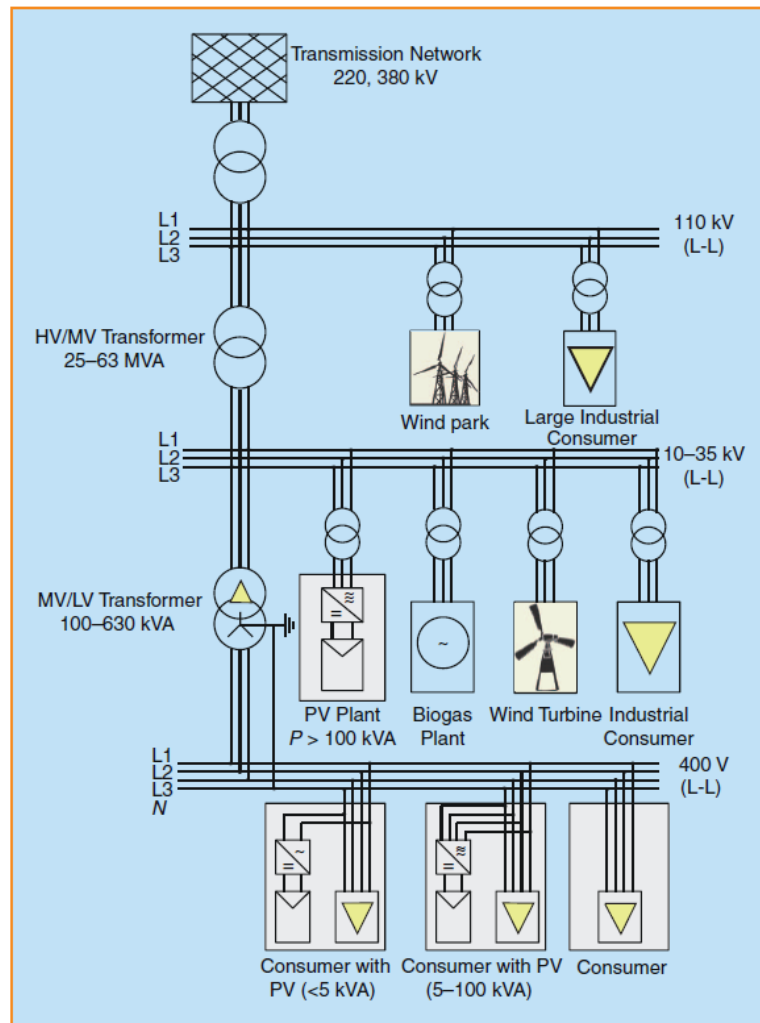 Transmission Network
220, 380 kV
L1
L2
L3
110 kV
(L-L)
HV/MV Transformer
25–63 MVA
Wind park
Large Industrial
Consumer
L1
L2
L3
10–35 kV
(L-L)
MV/LV Transformer
100–630 kVA
~
PV Plant
P > 100 kVA
Biogas
Plant
Wind Turbine
Industrial
Consumer
L1
L2
L3
N
400 V
(L-L)
Consumer with
PV (<5 kVA)
Consumer with PV
(5–100 kVA)
Consumer